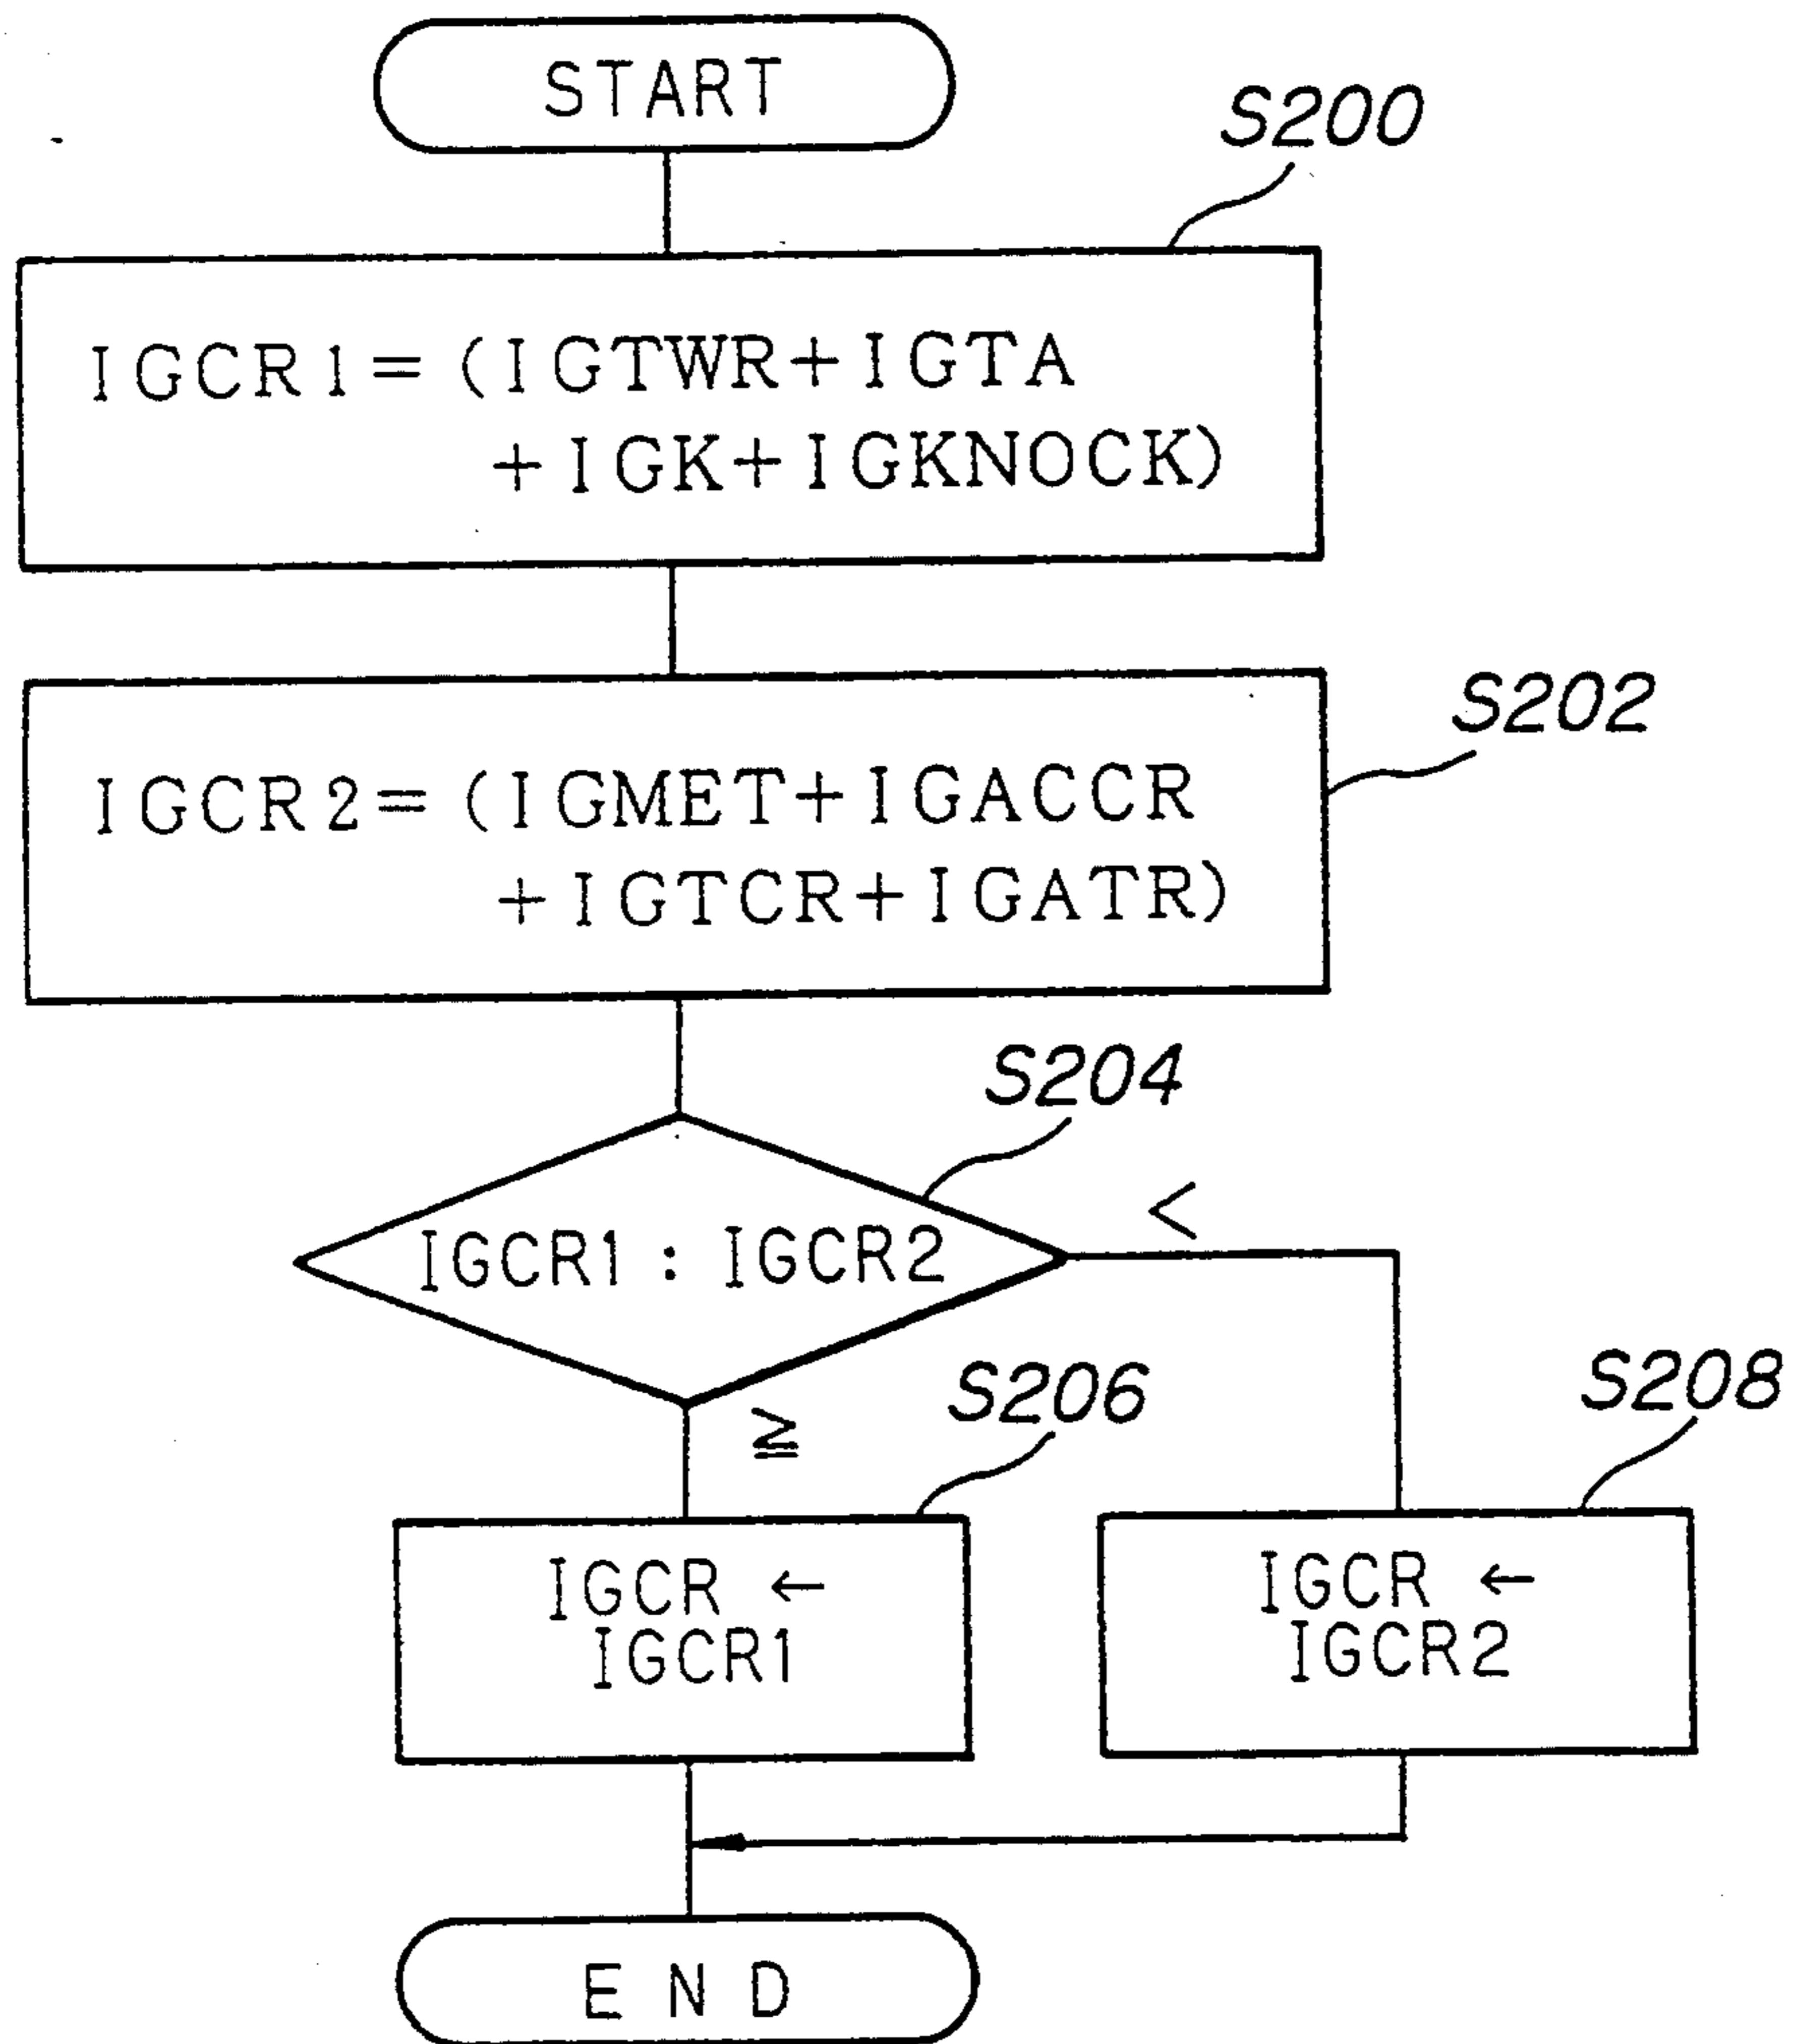 START
S200
IGCR1=(IGTWR+IGTA
+IGK+IGKNOCK)
S202
IGCR2=(IGMET+IGACCR
+IGTCR+IGATR)
S204
IGCR1 : IGCR2
<
≧
S206
S208
IGCR ←
IGCR1
IGCR ←
IGCR2
END